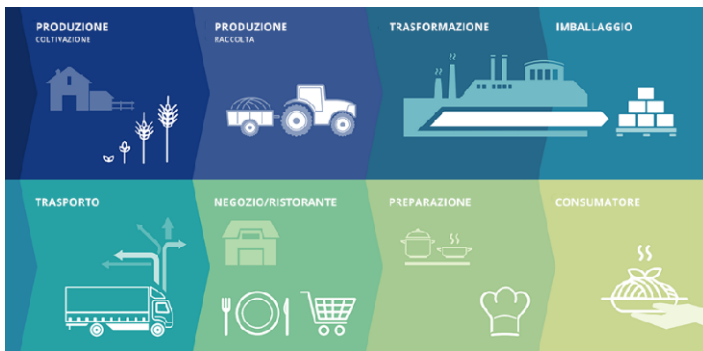 PRODUZIONE
COLTIVAZIONE
PRODUZIONE
RACCOLTA
TRASFORMAZIONE
IMBALLAGGIO
TRASPORTO
NEGOZIO/RISTORANTE
PREPARAZIONE
CONSUMATORE